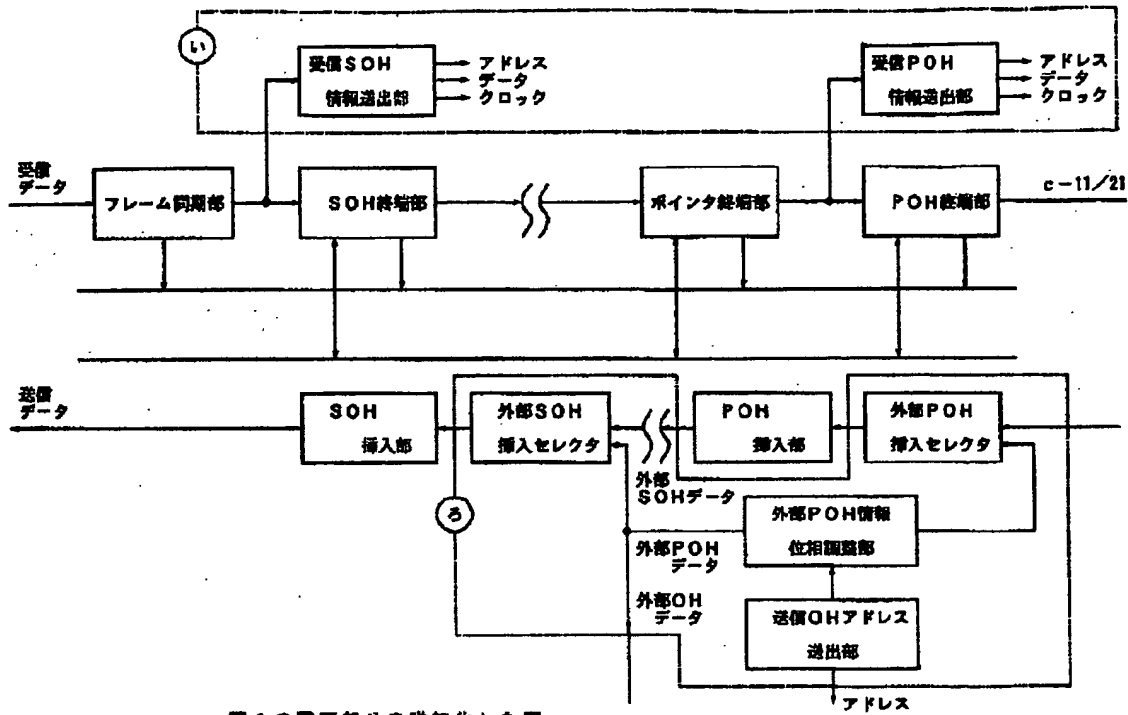 い
受信SOH
情報送出部
アドレス
データ
クロック
受信POH
情報送出部
アドレス
データ
クロック
受信
データ
フレーム同期部
SOH終端部
ポインタ終端部
POH終端部
c-11/21
送信
データ
SOH
挿入部
外部SOH
挿入セレクタ
POH
挿入部
外部POH
挿入セレクタ
外部
SOHデータ
ろ
外部POH
データ
外部POH情報
位相調整部
外部OH
データ
送信OHアドレス
送出部
アドレス